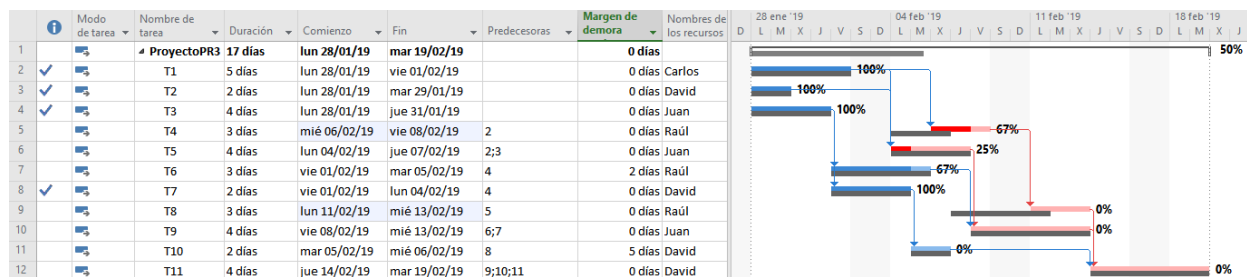 Modo de tarea Nombre de tarea Duración Comienzo Fin Predecesoras Margen de demora Nombres de los recursos
28 ene '19 04 feb '19 11 feb '19 18 feb '19
D L M X J V S D L M X J V S D L M X J V S D L M X J
1 ProyectoPR3 17 días lun 28/01/19 mar 19/02/19 0 días 50%
2 T1 5 días lun 28/01/19 vie 01/02/19 0 días Carlos 100%
3 T2 2 días lun 28/01/19 mar 29/01/19 0 días David 100%
4 T3 4 días lun 28/01/19 jue 31/01/19 0 días Juan 100%
5 T4 3 días mié 06/02/19 vie 08/02/19 2 0 días Raúl 67%
6 T5 4 días lun 04/02/19 jue 07/02/19 2;3 0 días Juan 25%
7 T6 3 días vie 01/02/19 mar 05/02/19 4 2 días Raúl 67%
8 T7 2 días vie 01/02/19 lun 04/02/19 4 0 días David 100%
9 T8 3 días lun 11/02/19 mié 13/02/19 5 0 días Raúl 0%
10 T9 4 días vie 08/02/19 mié 13/02/19 6;7 0 días Juan 0%
11 T10 2 días mar 05/02/19 mié 06/02/19 8 5 días David 0%
12 T11 4 días jue 14/02/19 mar 19/02/19 9;10;11 0 días David 0%